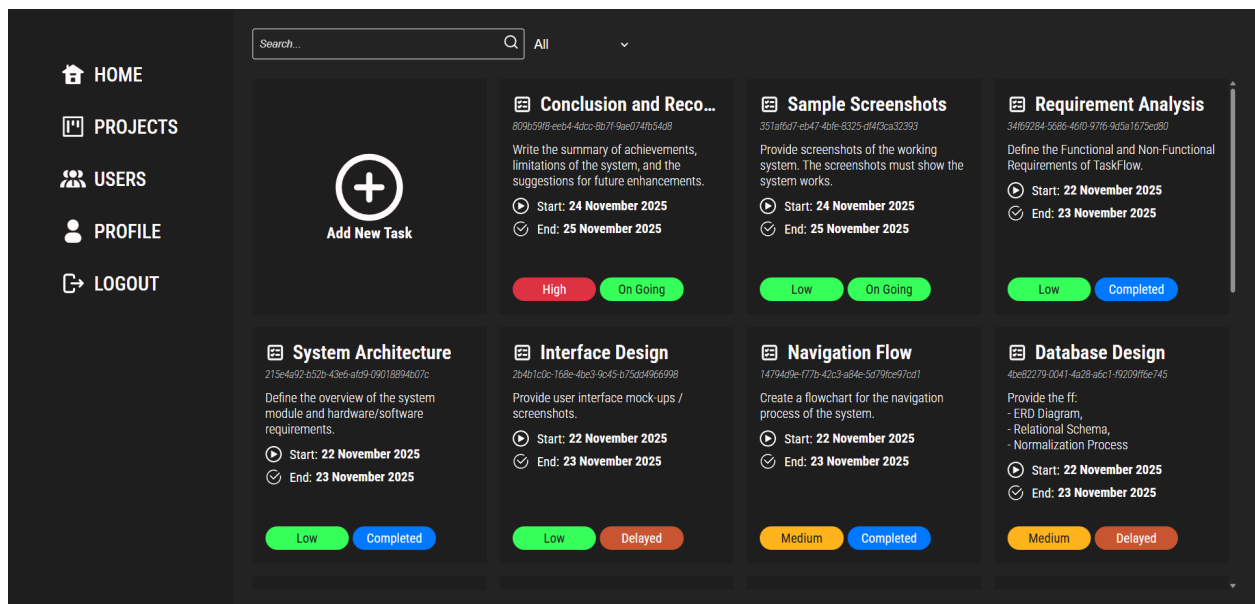 Search...
All
HOME
PROJECTS
USERS
PROFILE
LOGOUT
Add New Task
Conclusion and Reco...
809b59f8-eeb4-4dcc-8b7f-9ae074fb54d8
Write the summary of achievements,
limitations of the system, and the
suggestions for future enhancements.
Start: 24 November 2025
End: 25 November 2025
High
On Going
Sample Screenshots
351af6d7-eb47-4bfe-8325-df4f3ca32393
Provide screenshots of the working
system. The screenshots must show the
system works.
Start: 24 November 2025
End: 25 November 2025
Low
On Going
Requirement Analysis
34f69284-5686-46f0-97f6-9d5a1675ed80
Define the Functional and Non-Functional
Requirements of TaskFlow.
Start: 22 November 2025
End: 23 November 2025
Low
Completed
System Architecture
215e4a92-b52b-43e6-afd9-09018894b07c
Define the overview of the system
module and hardware/software
requirements.
Start: 22 November 2025
End: 23 November 2025
Low
Completed
Interface Design
2b4b1c0c-168e-4be3-9c45-b75dd4966998
Provide user interface mock-ups /
screenshots.
Start: 22 November 2025
End: 23 November 2025
Low
Delayed
Navigation Flow
14794d9e-f77b-42c3-a84e-5d79fce97cd1
Create a flowchart for the navigation
process of the system.
Start: 22 November 2025
End: 23 November 2025
Medium
Completed
Database Design
4be82279-0041-4a28-a6c1-f9209ff6e745
Provide the ff:
- ERD Diagram,
- Relational Schema,
- Normalization Process
Start: 22 November 2025
End: 23 November 2025
Medium
Delayed